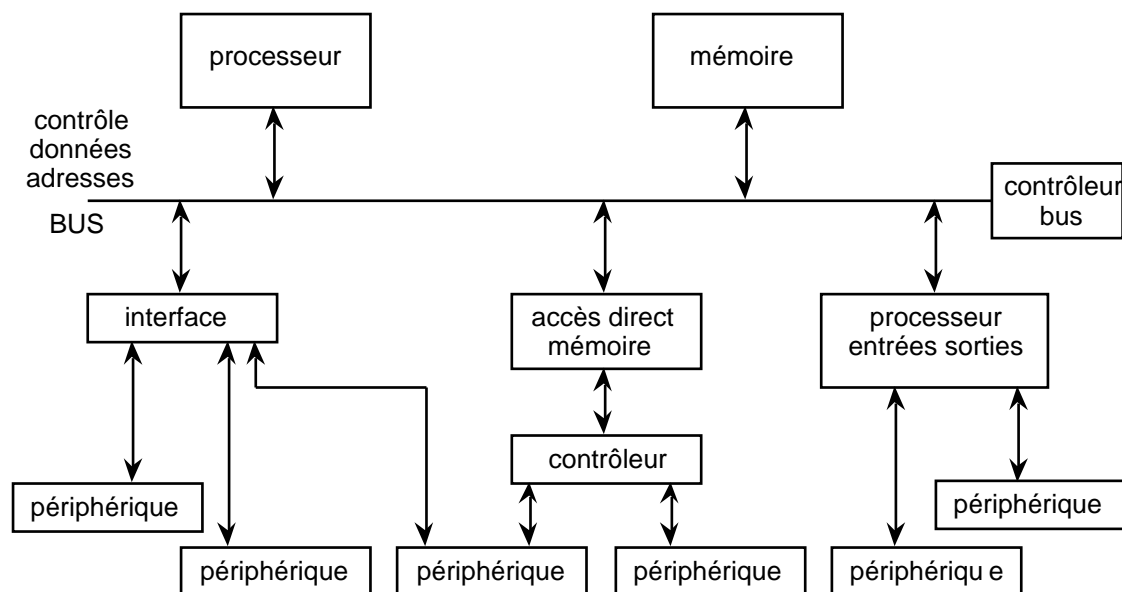 processeur
mémoire
contrôle
données
adresses
BUS
contrôleur
bus
interface
accès direct
mémoire
processeur
entrées sorties
contrôleur
périphérique
périphérique
périphérique
périphérique
périphérique
périphériqu e